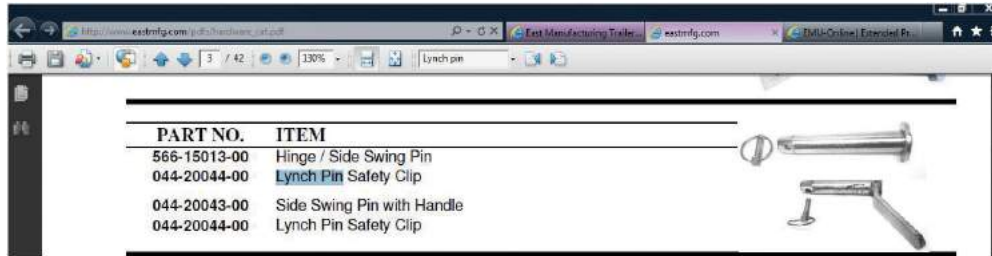 http://www.eastmfg.com/pdfs/hardware_cat.pdf
East Manufacturing Trailer...
eastmfg.com
EMU-Online | Extended Pr...
3 / 42
130%
Lynch pin
PART NO. ITEM
566-15013-00 Hinge / Side Swing Pin
044-20044-00 Lynch Pin Safety Clip
044-20043-00 Side Swing Pin with Handle
044-20044-00 Lynch Pin Safety Clip